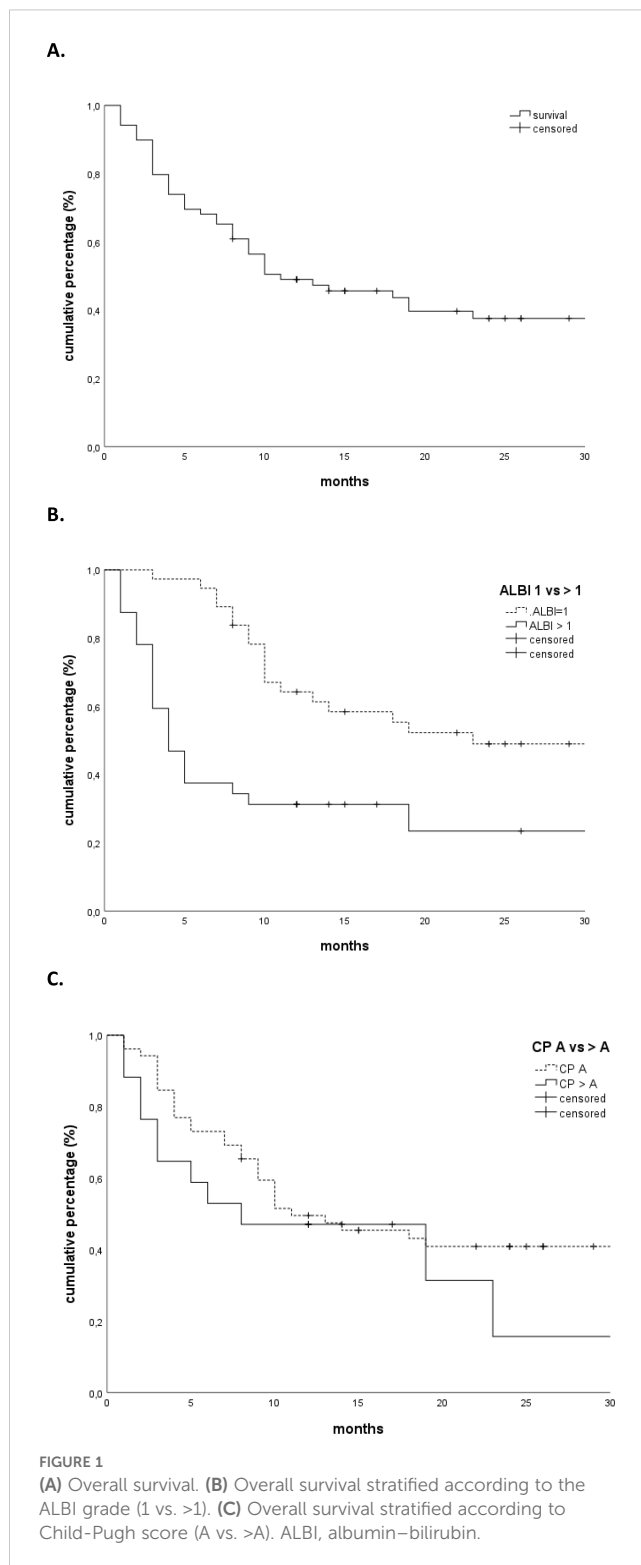 A.
1,0
0,8
0,6
0,4
0,2
0,0
cumulative percentage (%)
survival
censored
0 5 10 15 20 25 30
months
B.
1,0
0,8
0,6
0,4
0,2
0,0
cumulative percentage (%)
ALBI 1 vs > 1
.ALBI=1
ALBI > 1
censored
censored
0 5 10 15 20 25 30
months
C.
1,0
0,8
0,6
0,4
0,2
0,0
cumulative percentage (%)
CP A vs > A
CP A
CP > A
censored
censored
0 5 10 15 20 25 30
months
FIGURE 1
(A) Overall survival. (B) Overall survival stratified according to the
ALBI grade (1 vs. >1). (C) Overall survival stratified according to
Child-Pugh score (A vs. >A). ALBI, albumin–bilirubin.